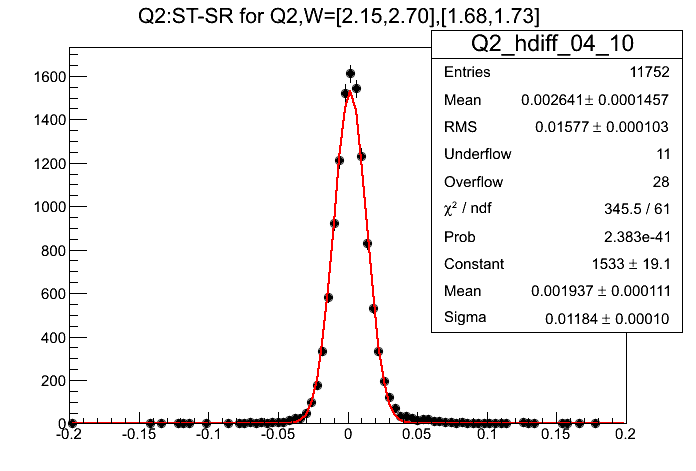 Q2:ST-SR for Q2,W=[2.15,2.70],[1.68,1.73]
Q2_hdiff_04_10
Entries 11752
Mean 0.002641± 0.0001457
RMS 0.01577 ± 0.000103
Underflow 11
Overflow 28
χ² / ndf 345.5 / 61
Prob 2.383e-41
Constant 1533 ± 19.1
Mean 0.001937 ± 0.000111
Sigma 0.01184 ± 0.00010
1600
1400
1200
1000
800
600
400
200
0
-0.2 -0.15 -0.1 -0.05 0 0.05 0.1 0.15 0.2